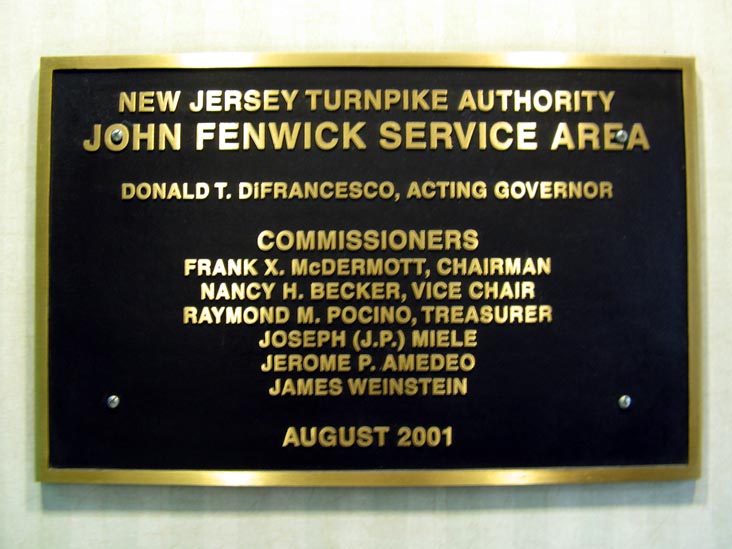 NEW JERSEY TURNPIKE AUTHORITY
JOHN FENWICK SERVICE AREA
DONALD T. DiFRANCESCO, ACTING GOVERNOR
COMMISSIONERS
FRANK X. McDERMOTT, CHAIRMAN
NANCY H. BECKER, VICE CHAIR
RAYMOND M. POCINO, TREASURER
JOSEPH (J.P.) MIELE
JEROME P. AMEDEO
JAMES WEINSTEIN
AUGUST 2001